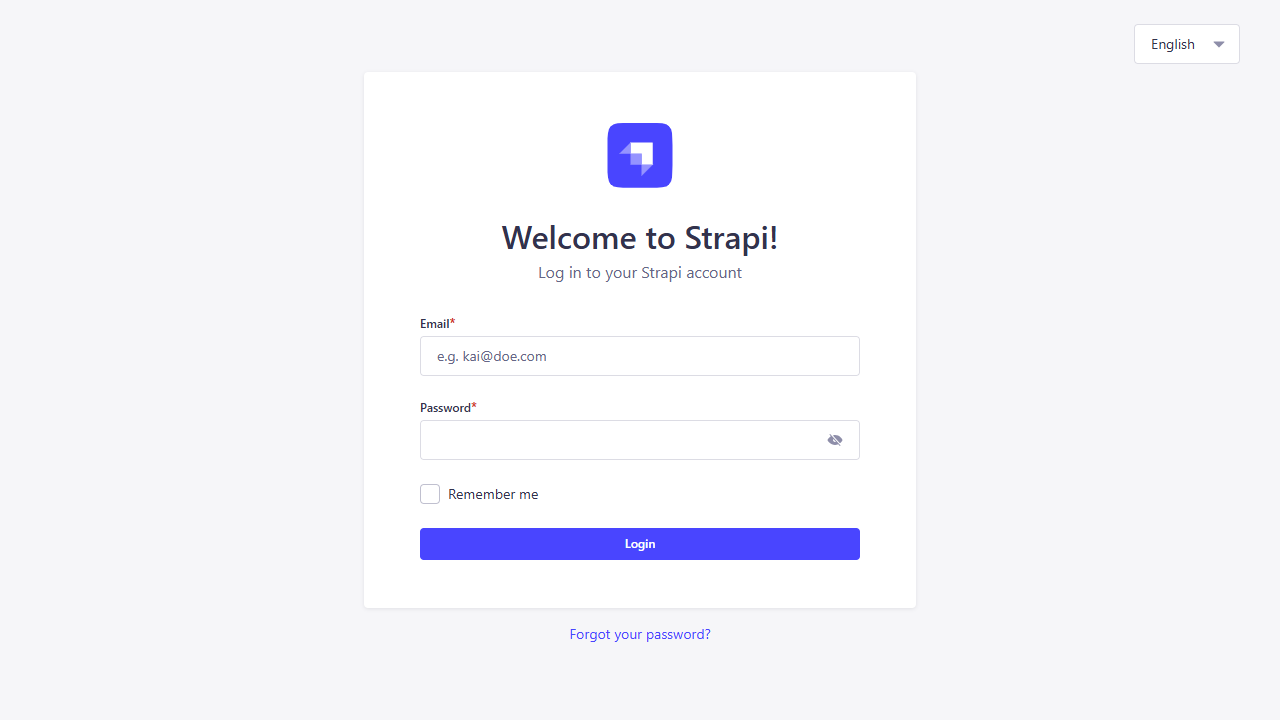 English
Welcome to Strapi!
Log in to your Strapi account
Email*
e.g. kai@doe.com
Password*
Remember me
Login
Forgot your password?